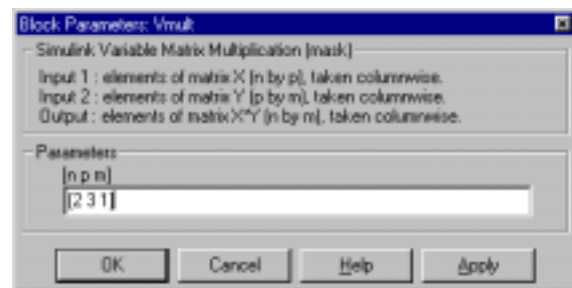 Block Parameters: Vmult
Simulink Variable Matrix Multiplication (mask)
Input 1 : elements of matrix X (n by p), taken columnwise.
Input 2 : elements of matrix Y (p by m), taken columnwise.
Output : elements of matrix X*Y (n by m), taken columnwise.
Parameters
[n p m]
[2 3 1]
OK Cancel Help Apply